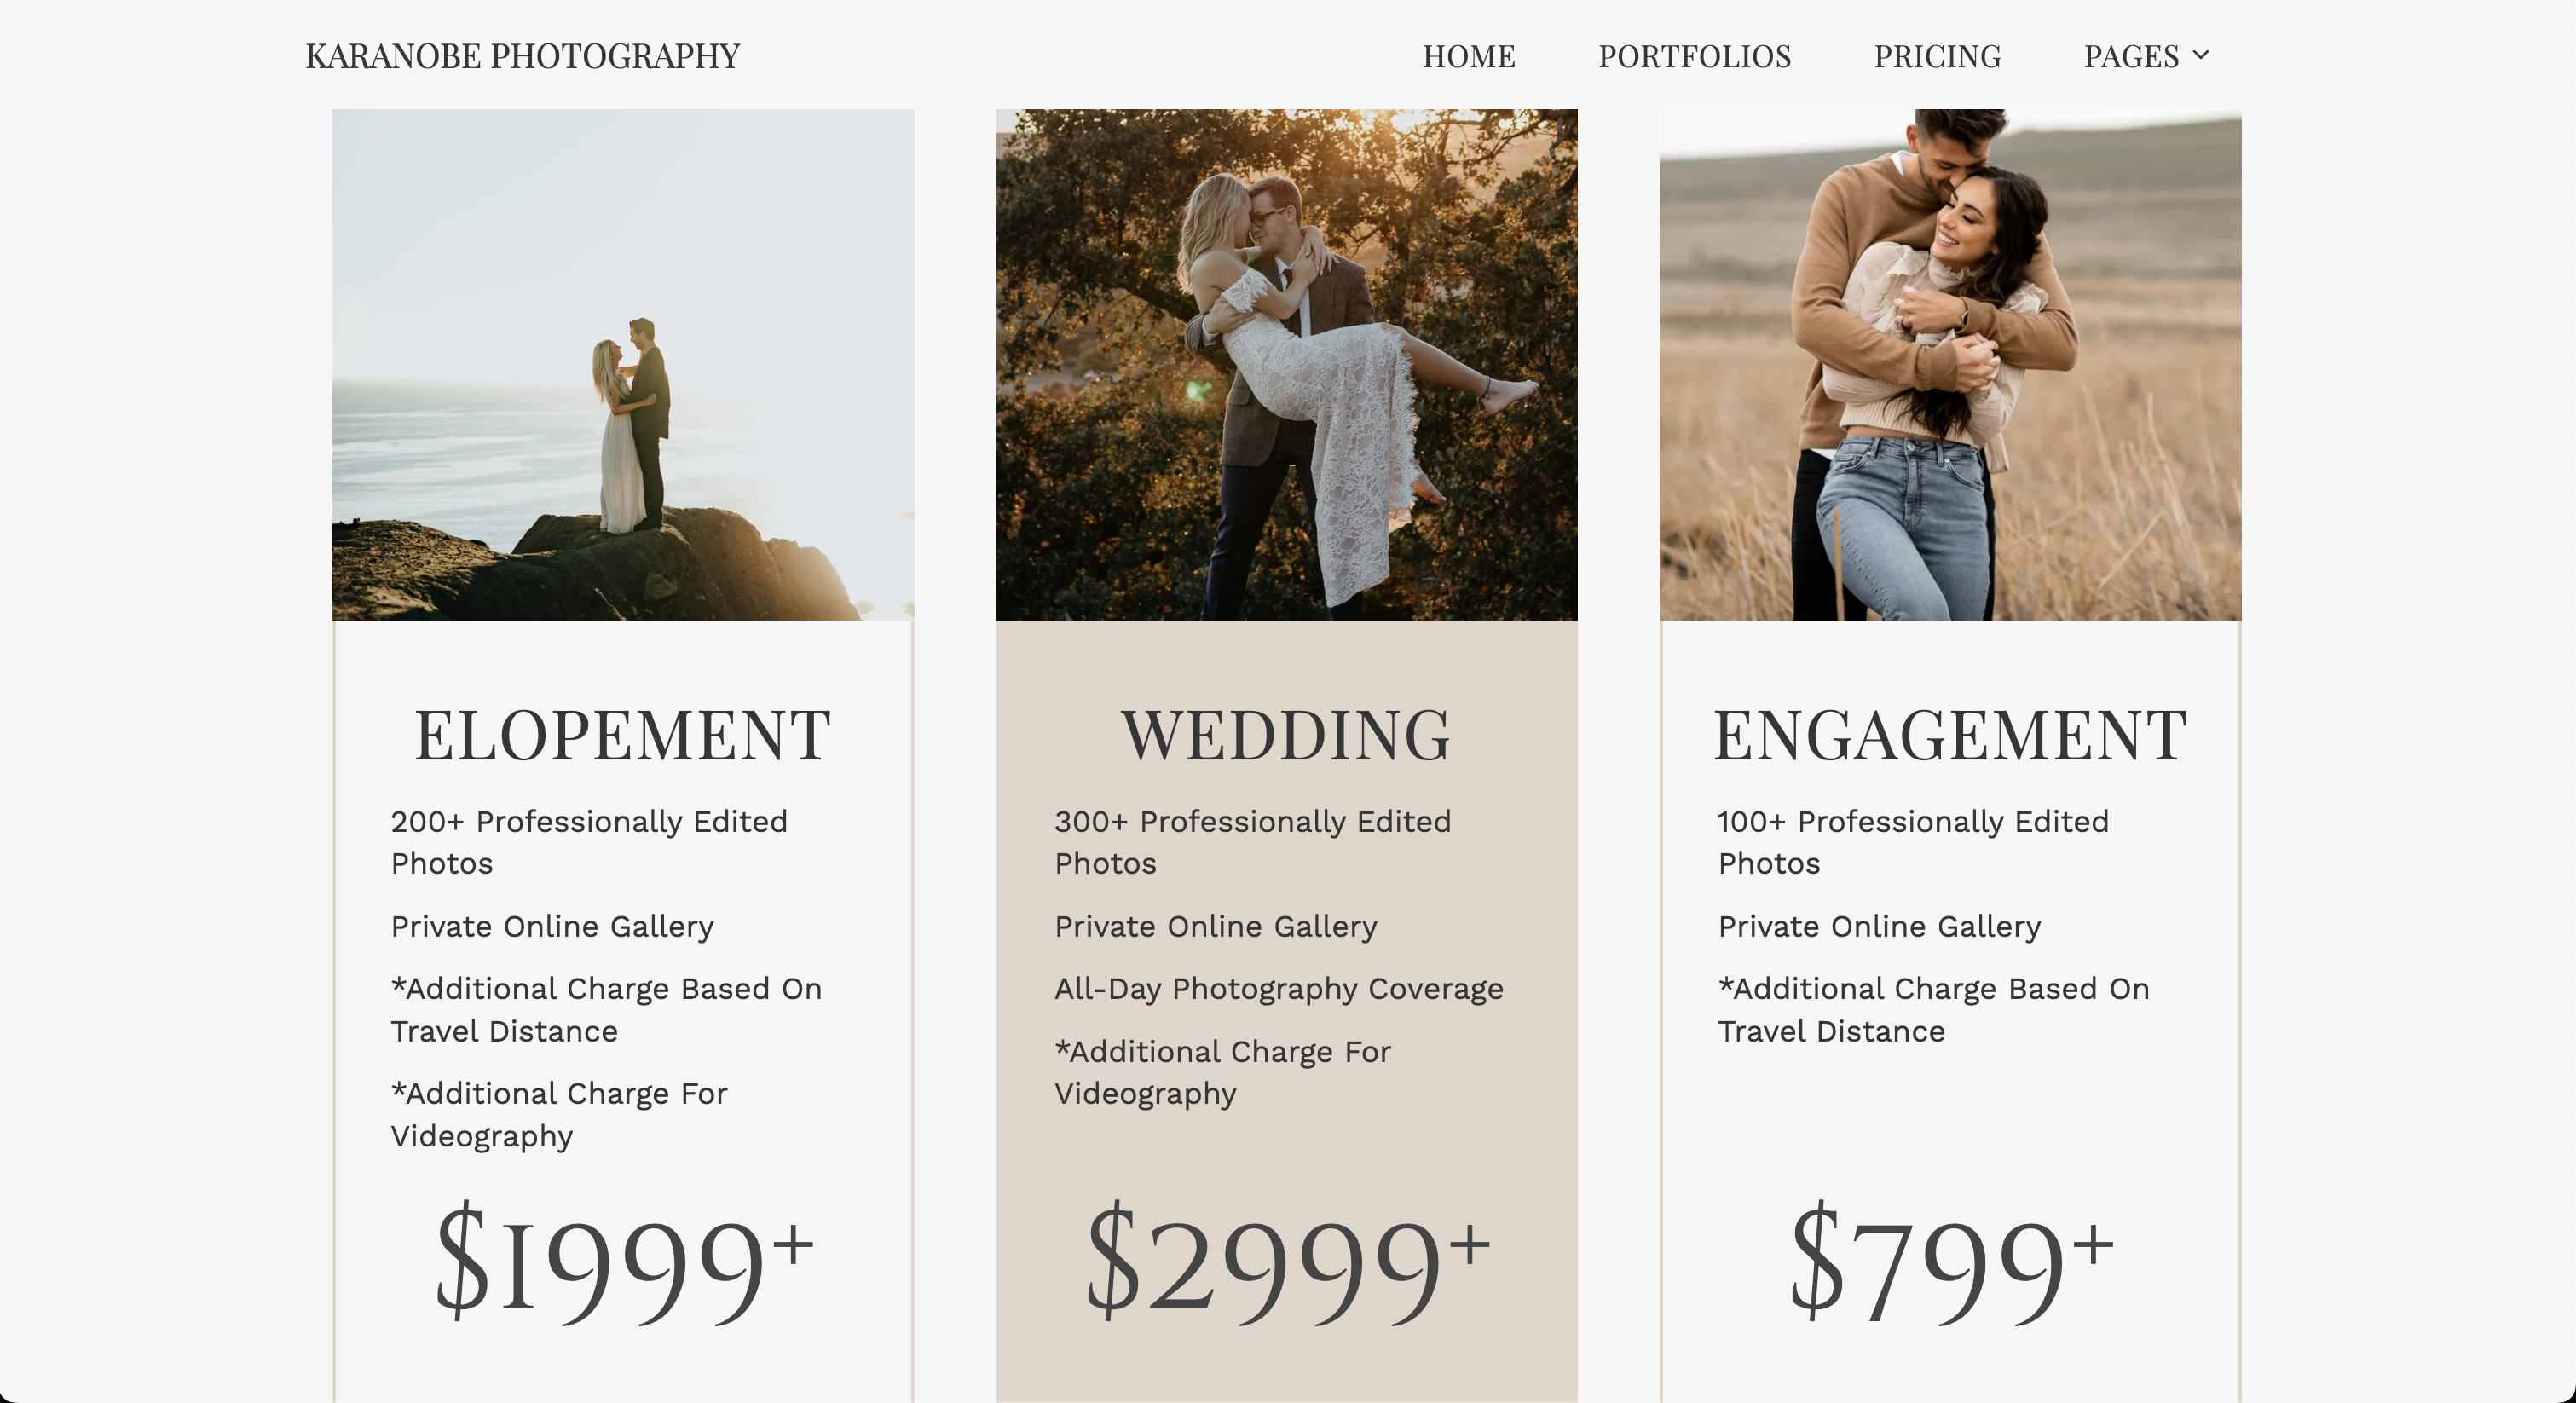 KARANOBE PHOTOGRAPHY
HOME
PORTFOLIOS
PRICING
PAGES
ELOPEMENT
200+ Professionally Edited
Photos
Private Online Gallery
*Additional Charge Based On
Travel Distance
*Additional Charge For
Videography
$1999+
WEDDING
300+ Professionally Edited
Photos
Private Online Gallery
All-Day Photography Coverage
*Additional Charge For
Videography
$2999+
ENGAGEMENT
100+ Professionally Edited
Photos
Private Online Gallery
*Additional Charge Based On
Travel Distance
$799+